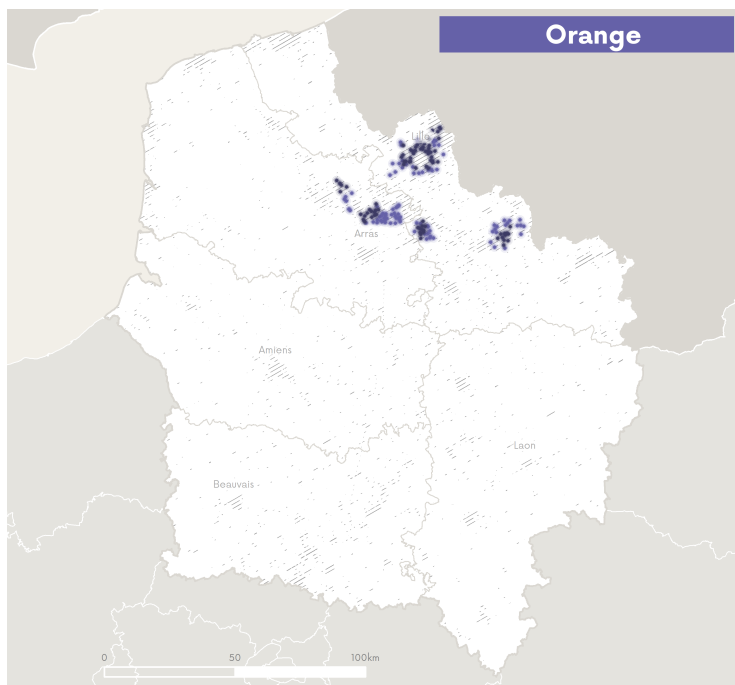 Orange
Lille
Arras
Amiens
Laon
Beauvais
0 50 100km